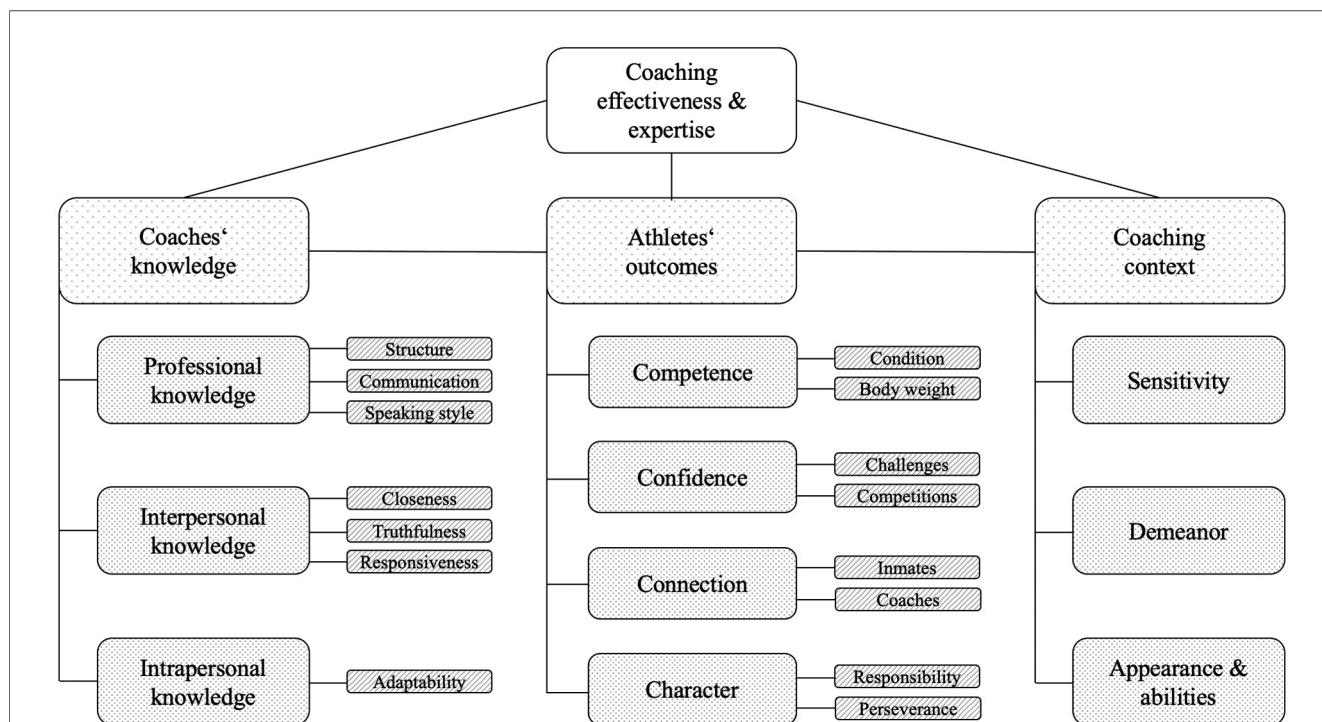 Coaching
effectiveness &
expertise
Coaches‘
knowledge
Athletes‘
outcomes
Coaching
context
Professional
knowledge
Structure
Communication
Speaking style
Interpersonal
knowledge
Closeness
Truthfulness
Responsiveness
Intrapersonal
knowledge
Adaptability
Competence
Condition
Body weight
Confidence
Challenges
Competitions
Connection
Inmates
Coaches
Character
Responsibility
Perseverance
Sensitivity
Demeanor
Appearance &
abilities